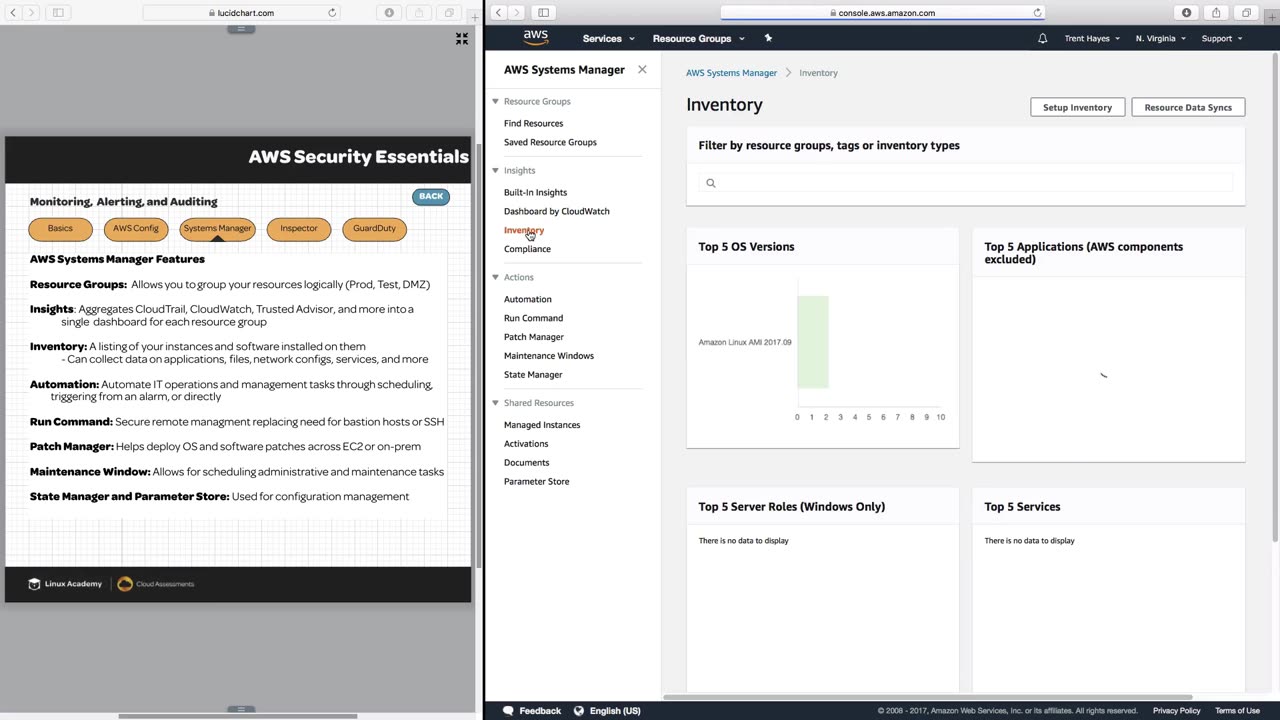 lucidchart.com
AWS Security Essentials
Monitoring, Alerting, and Auditing
BACK
Basics
AWS Config
Systems Manager
Inspector
GuardDuty
AWS Systems Manager Features
Resource Groups: Allows you to group your resources logically (Prod, Test, DMZ)
Insights: Aggregates CloudTrail, CloudWatch, Trusted Advisor, and more into a
single dashboard for each resource group
Inventory: A listing of your instances and software installed on them
- Can collect data on applications, files, network configs, services, and more
Automation: Automate IT operations and management tasks through scheduling,
triggering from an alarm, or directly
Run Command: Secure remote managment replacing need for bastion hosts or SSH
Patch Manager: Helps deploy OS and software patches across EC2 or on-prem
Maintenance Window: Allows for scheduling administrative and maintenance tasks
State Manager and Parameter Store: Used for configuration management
Linux Academy
Cloud Assessments
console.aws.amazon.com
aws
Services
Resource Groups
Trent Hayes
N. Virginia
Support
AWS Systems Manager
Resource Groups
Find Resources
Saved Resource Groups
Insights
Built-In Insights
Dashboard by CloudWatch
Inventory
Compliance
Actions
Automation
Run Command
Patch Manager
Maintenance Windows
State Manager
Shared Resources
Managed Instances
Activations
Documents
Parameter Store
AWS Systems Manager
Inventory
Inventory
Setup Inventory
Resource Data Syncs
Filter by resource groups, tags or inventory types
Top 5 OS Versions
Amazon Linux AMI 2017.09
0 1 2 3 4 5 6 7 8 9 10
Top 5 Applications (AWS components
excluded)
Top 5 Server Roles (Windows Only)
There is no data to display
Top 5 Services
There is no data to display
Feedback
English (US)
© 2008 - 2017, Amazon Web Services, Inc. or its affiliates. All rights reserved.
Privacy Policy
Terms of Use